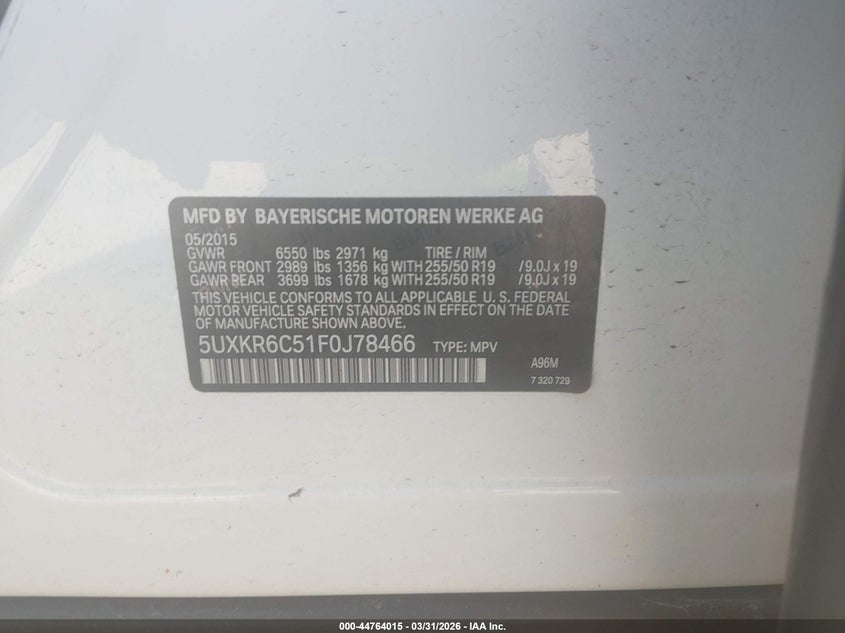 MFD BY BAYERISCHE MOTOREN WERKE AG
05/2015
GVWR 6550 lbs 2971 kg TIRE / RIM
GAWR FRONT 2989 lbs 1356 kg WITH 255/50 R19 /9.0J x 19
GAWR REAR 3699 lbs 1678 kg WITH 255/50 R19 /9.0J x 19
THIS VEHICLE CONFORMS TO ALL APPLICABLE U. S. FEDERAL
MOTOR VEHICLE SAFETY STANDARDS IN EFFECT ON THE DATE
OF MANUFACTURE SHOWN ABOVE.
5UXKR6C51F0J78466 TYPE: MPV
A96M
7 320 729
000-44764015 - 03/31/2026 - IAA Inc.